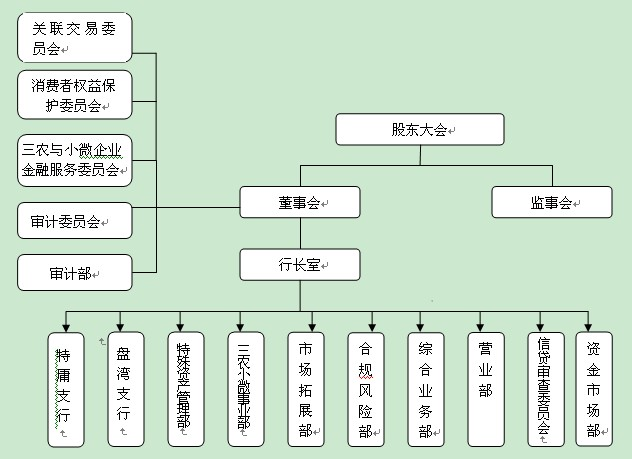 关联交易委
员会
消费者权益保
护委员会
三农与小微企业
金融服务委员会
审计委员会
审计部
股东大会
董事会
监事会
行长室
特庸支行
盘湾支行
特殊资产管理部
三农小微事业部
市场拓展部
合规风险部
综合业务部
营业部
信贷审查委员会
资金市场部